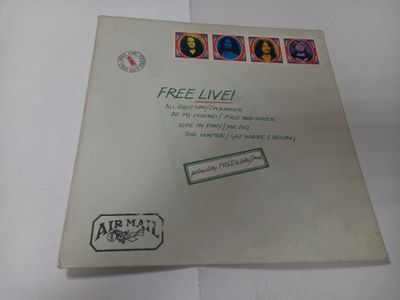 FREE LIVE!
ALL RIGHT NOW/I'M A MOVER
BE MY FRIEND/FIRE AND WATER
RIDE ON PONY/MR. BIG
THE HUNTER/GET WHERE I BELONG
produced by FREE & Andy Johns
AIR MAIL